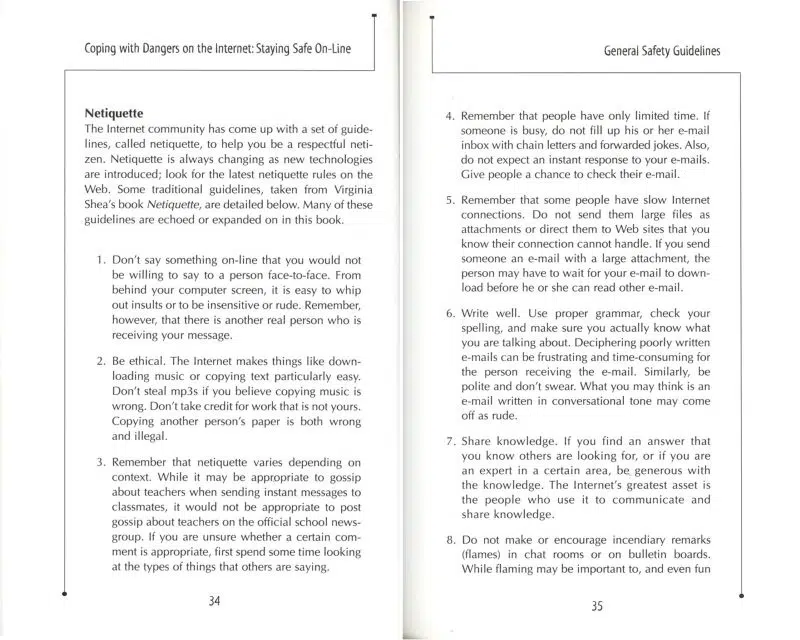 Coping with Dangers on the Internet: Staying Safe On-Line
Netiquette
The Internet community has come up with a set of guide-
lines, called netiquette, to help you be a respectful neti-
zen. Netiquette is always changing as new technologies
are introduced; look for the latest netiquette rules on the
Web. Some traditional guidelines, taken from Virginia
Shea's book Netiquette, are detailed below. Many of these
guidelines are echoed or expanded on in this book.
1. Don't say something on-line that you would not
be willing to say to a person face-to-face. From
behind your computer screen, it is easy to whip
out insults or to be insensitive or rude. Remember,
however, that there is another real person who is
receiving your message.
2. Be ethical. The Internet makes things like down-
loading music or copying text particularly easy.
Don't steal mp3s if you believe copying music is
wrong. Don't take credit for work that is not yours.
Copying another person's paper is both wrong
and illegal.
3. Remember that netiquette varies depending on
context. While it may be appropriate to gossip
about teachers when sending instant messages to
classmates, it would not be appropriate to post
gossip about teachers on the official school news-
group. If you are unsure whether a certain com-
ment is appropriate, first spend some time looking
at the types of things that others are saying.
34
General Safety Guidelines
4. Remember that people have only limited time. If
someone is busy, do not fill up his or her e-mail
inbox with chain letters and forwarded jokes. Also,
do not expect an instant response to your e-mails.
Give people a chance to check their e-mail.
5. Remember that some people have slow Internet
connections. Do not send them large files as
attachments or direct them to Web sites that you
know their connection cannot handle. If you send
someone an e-mail with a large attachment, the
person may have to wait for your e-mail to down-
load before he or she can read other e-mail.
6. Write well. Use proper grammar, check your
spelling, and make sure you actually know what
you are talking about. Deciphering poorly written
e-mails can be frustrating and time-consuming for
the person receiving the e-mail. Similarly, be
polite and don't swear. What you may think is an
e-mail written in conversational tone may come
off as rude.
7. Share knowledge. If you find an answer that
you know others are looking for, or if you are
an expert in a certain area, be generous with
the knowledge. The Internet's greatest asset is
the people who use it to communicate and
share knowledge.
8. Do not make or encourage incendiary remarks
(flames) in chat rooms or on bulletin boards.
While flaming may be important to, and even fun
35